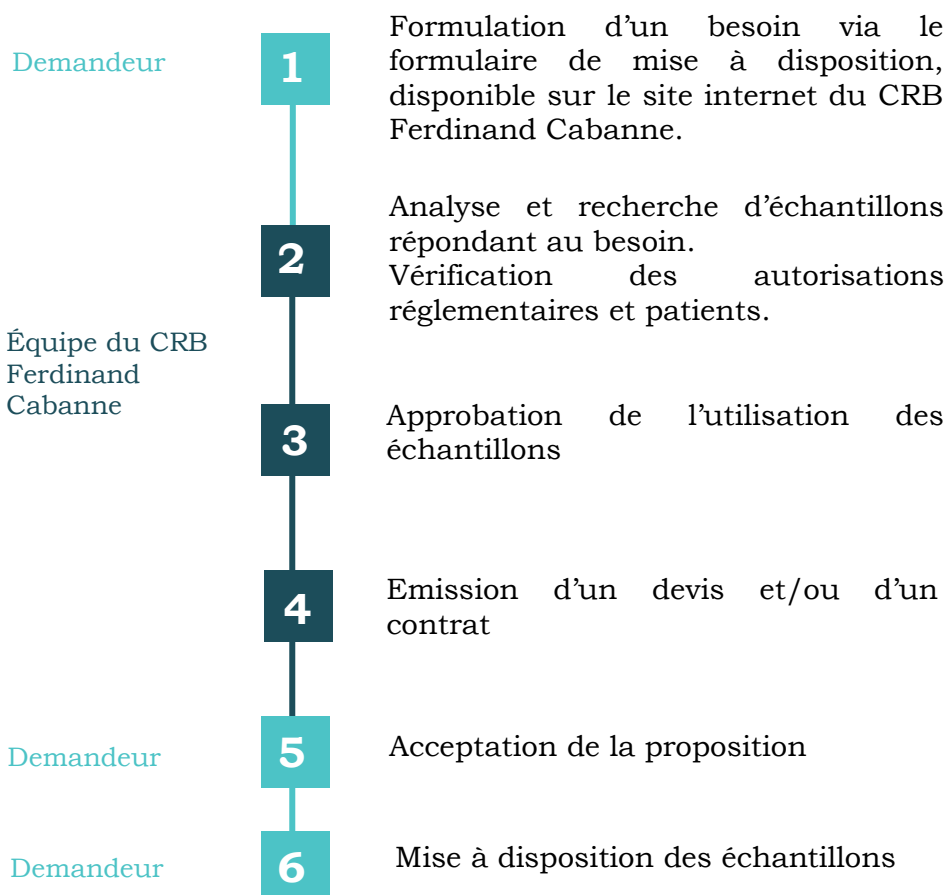 Demandeur
1
Formulation d’un besoin via le
formulaire de mise à disposition,
disponible sur le site internet du CRB
Ferdinand Cabanne.
2
Analyse et recherche d’échantillons
répondant au besoin.
Vérification des autorisations
réglementaires et patients.
Équipe du CRB
Ferdinand
Cabanne
3
Approbation de l’utilisation des
échantillons
4
Emission d’un devis et/ou d’un
contrat
Demandeur
5
Acceptation de la proposition
Demandeur
6
Mise à disposition des échantillons